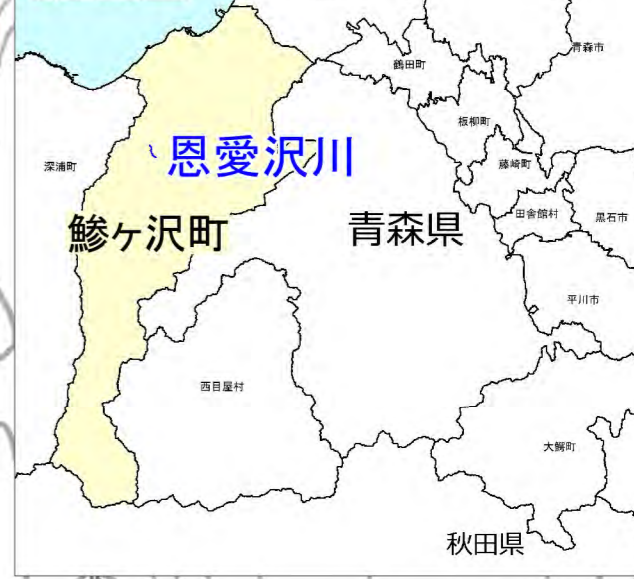 青森市
鶴田町
板柳町
恩愛沢川
深浦町
藤崎町
鰺ヶ沢町
青森県
田舎館村
黒石市
平川市
西目屋村
大鰐町
秋田県